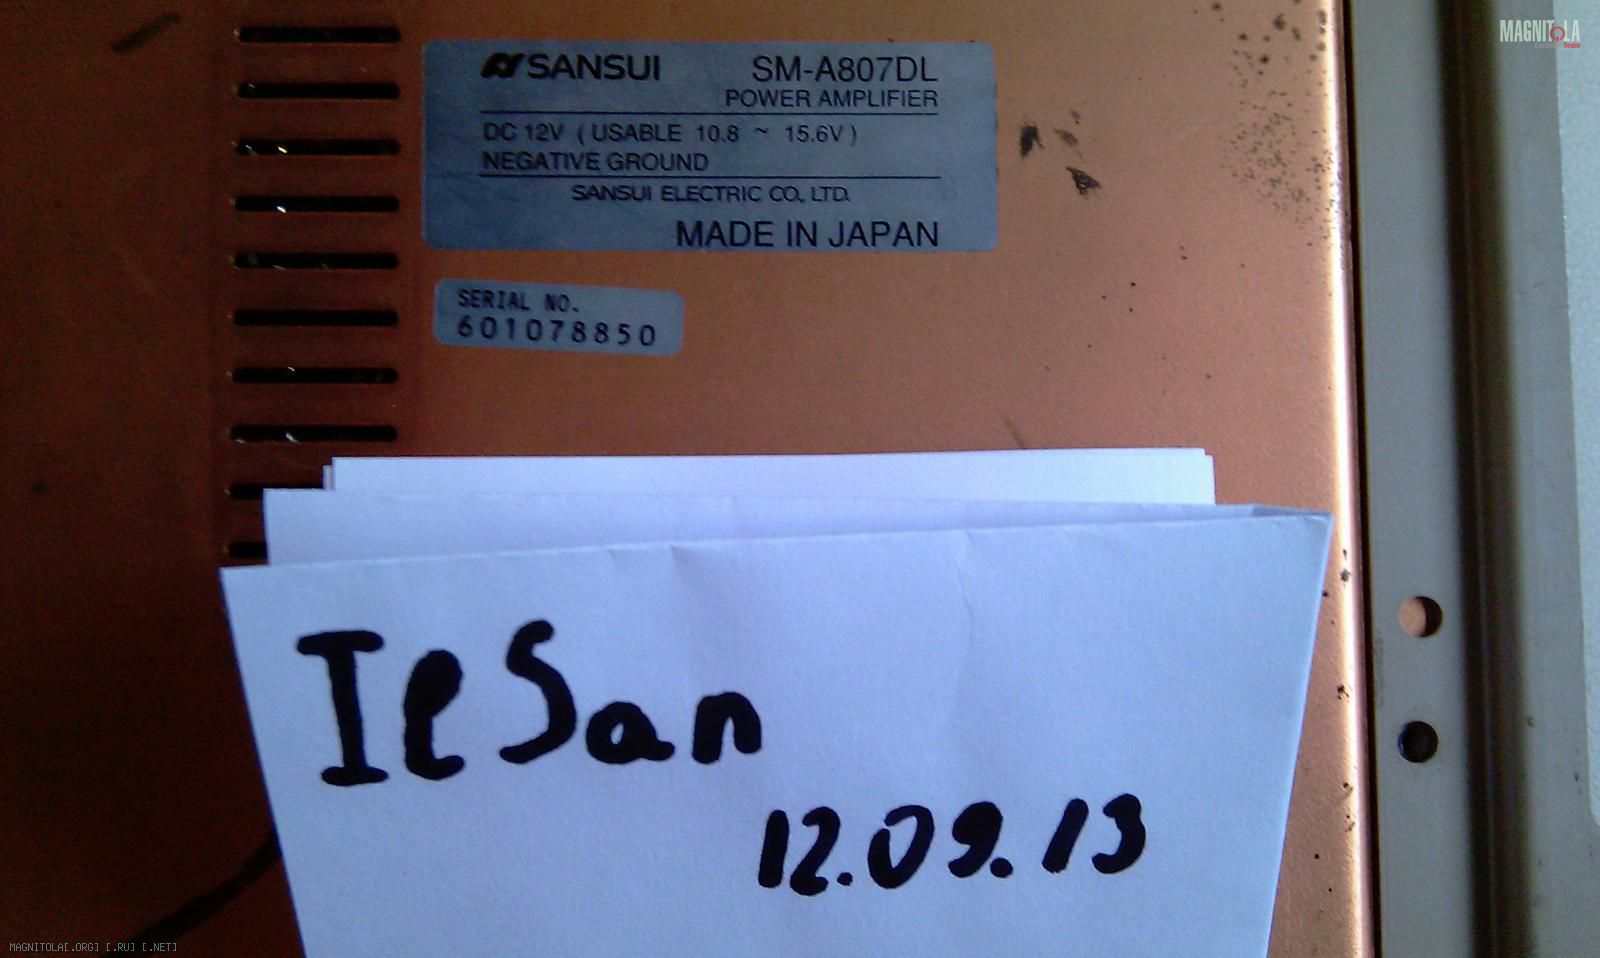 MAGNITOLA
SANSUI SM-A807DL
POWER AMPLIFIER
DC 12V ( USABLE 10.8 ~ 15.6V )
NEGATIVE GROUND
SANSUI ELECTRIC CO., LTD.
MADE IN JAPAN
SERIAL NO.
601078850
IlSan
12.09.13
MAGNITOLA[.ORG] [.RU] [.NET]